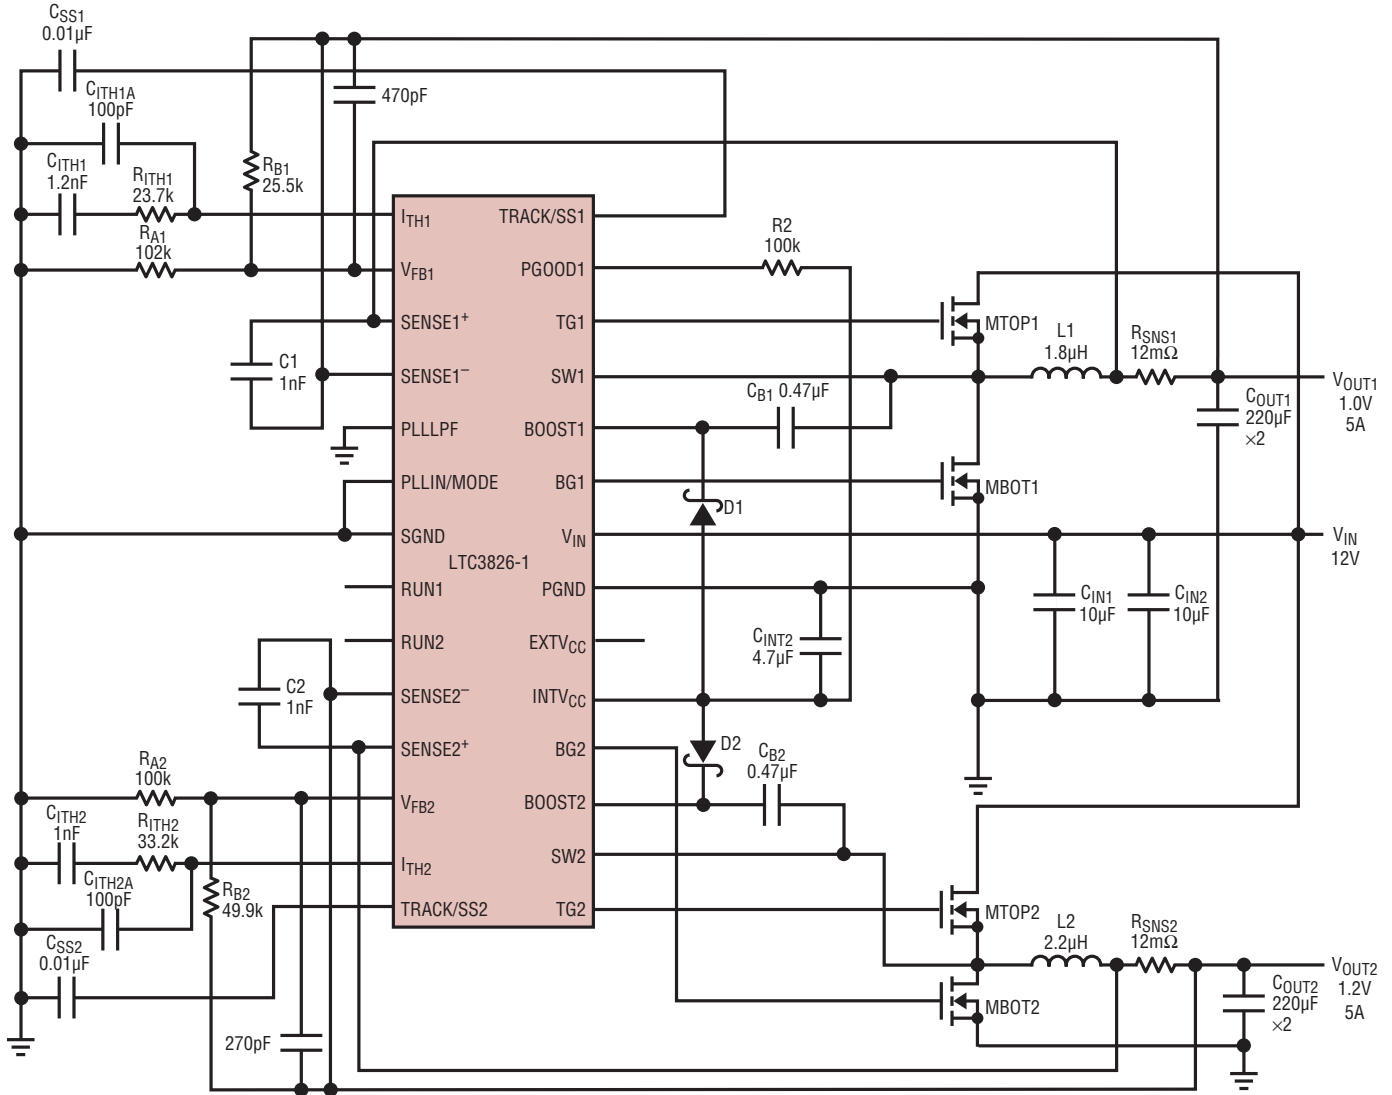 CSS1
0.01µF
CITH1A
100pF
470pF
CITH1
1.2nF
RITH1
23.7k
RB1
25.5k
RA1
102k
C1
1nF
ITH1
VFB1
SENSE1+
SENSE1–
PLLLPF
PLLIN/MODE
SGND
LTC3826-1
RUN1
RUN2
SENSE2–
SENSE2+
VFB2
ITH2
TRACK/SS2
TRACK/SS1
PGOOD1
TG1
SW1
BOOST1
BG1
VIN
PGND
EXTVCC
INTVCC
BG2
BOOST2
SW2
TG2
R2
100k
MTOP1
L1
1.8µH
RSNS1
12mΩ
VOUT1
1.0V
5A
CB1 0.47µF
COUT1
220µF
×2
MBOT1
D1
VIN
12V
CIN1
10µF
CIN2
10µF
CINT2
4.7µF
D2
CB2
0.47µF
C2
1nF
RA2
100k
CITH2
1nF
RITH2
33.2k
CITH2A
100pF
RB2
49.9k
CSS2
0.01µF
270pF
MTOP2
L2
2.2µH
RSNS2
12mΩ
VOUT2
1.2V
5A
COUT2
220µF
×2
MBOT2